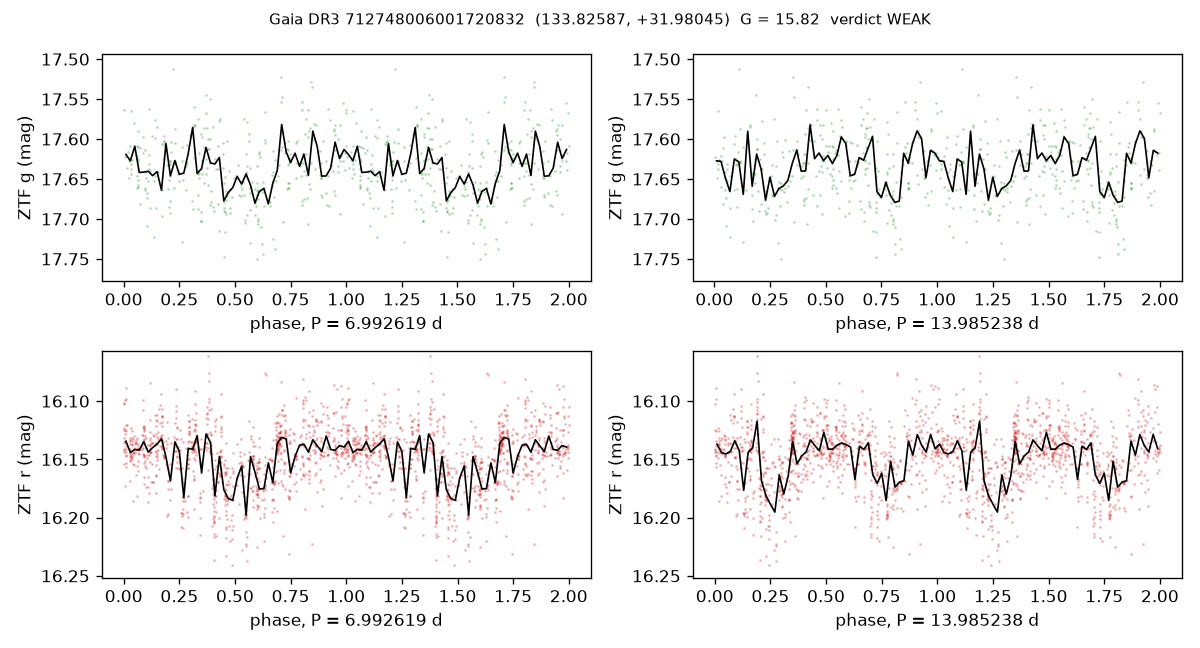 Gaia DR3 712748006001720832 (133.82587, +31.98045) G = 15.82 verdict WEAK
17.50
17.55
17.60
17.65
17.70
17.75
ZTF g (mag)
0.00 0.25 0.50 0.75 1.00 1.25 1.50 1.75 2.00
phase, P = 6.992619 d
17.50
17.55
17.60
17.65
17.70
17.75
ZTF g (mag)
0.00 0.25 0.50 0.75 1.00 1.25 1.50 1.75 2.00
phase, P = 13.985238 d
16.10
16.15
16.20
16.25
ZTF r (mag)
0.00 0.25 0.50 0.75 1.00 1.25 1.50 1.75 2.00
phase, P = 6.992619 d
16.10
16.15
16.20
16.25
ZTF r (mag)
0.00 0.25 0.50 0.75 1.00 1.25 1.50 1.75 2.00
phase, P = 13.985238 d